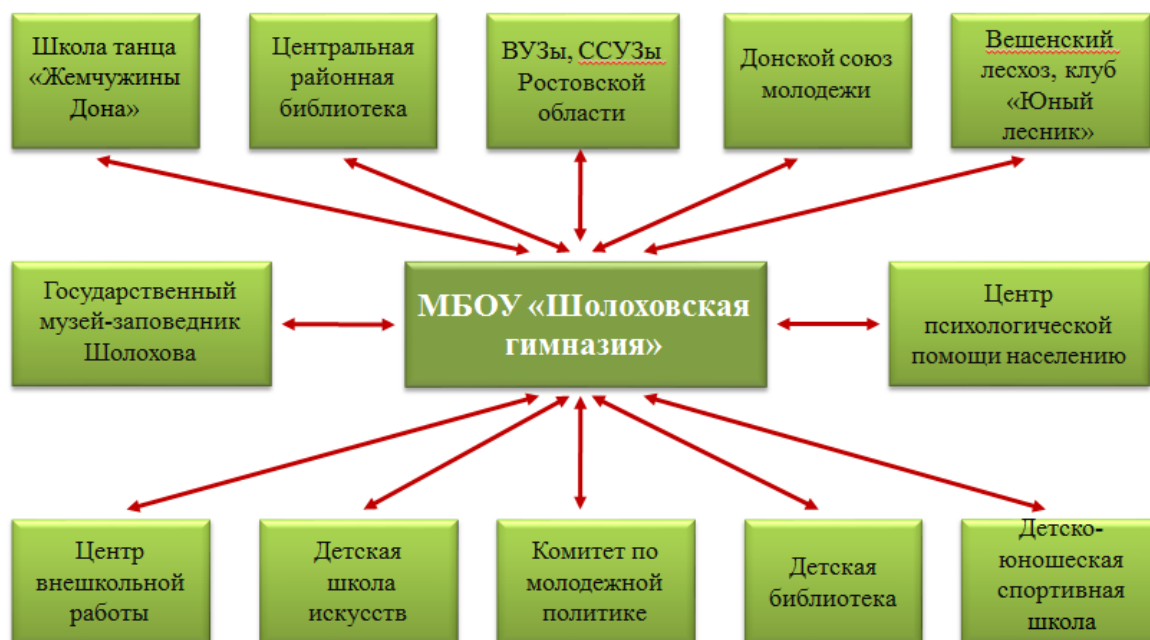 Школа танца
«Жемчужины
Дона»
Центральная
районная
библиотека
ВУЗы, ССУЗы
Ростовской
области
Донской союз
молодежи
Вешенский
лесхоз, клуб
«Юный
лесник»
Государственный
музей-заповедник
Шолохова
МБОУ «Шолоховская
гимназия»
Центр
психологической
помощи населению
Центр
внешкольной
работы
Детская
школа
искусств
Комитет по
молодежной
политике
Детская
библиотека
Детско-
юношеская
спортивная
школа